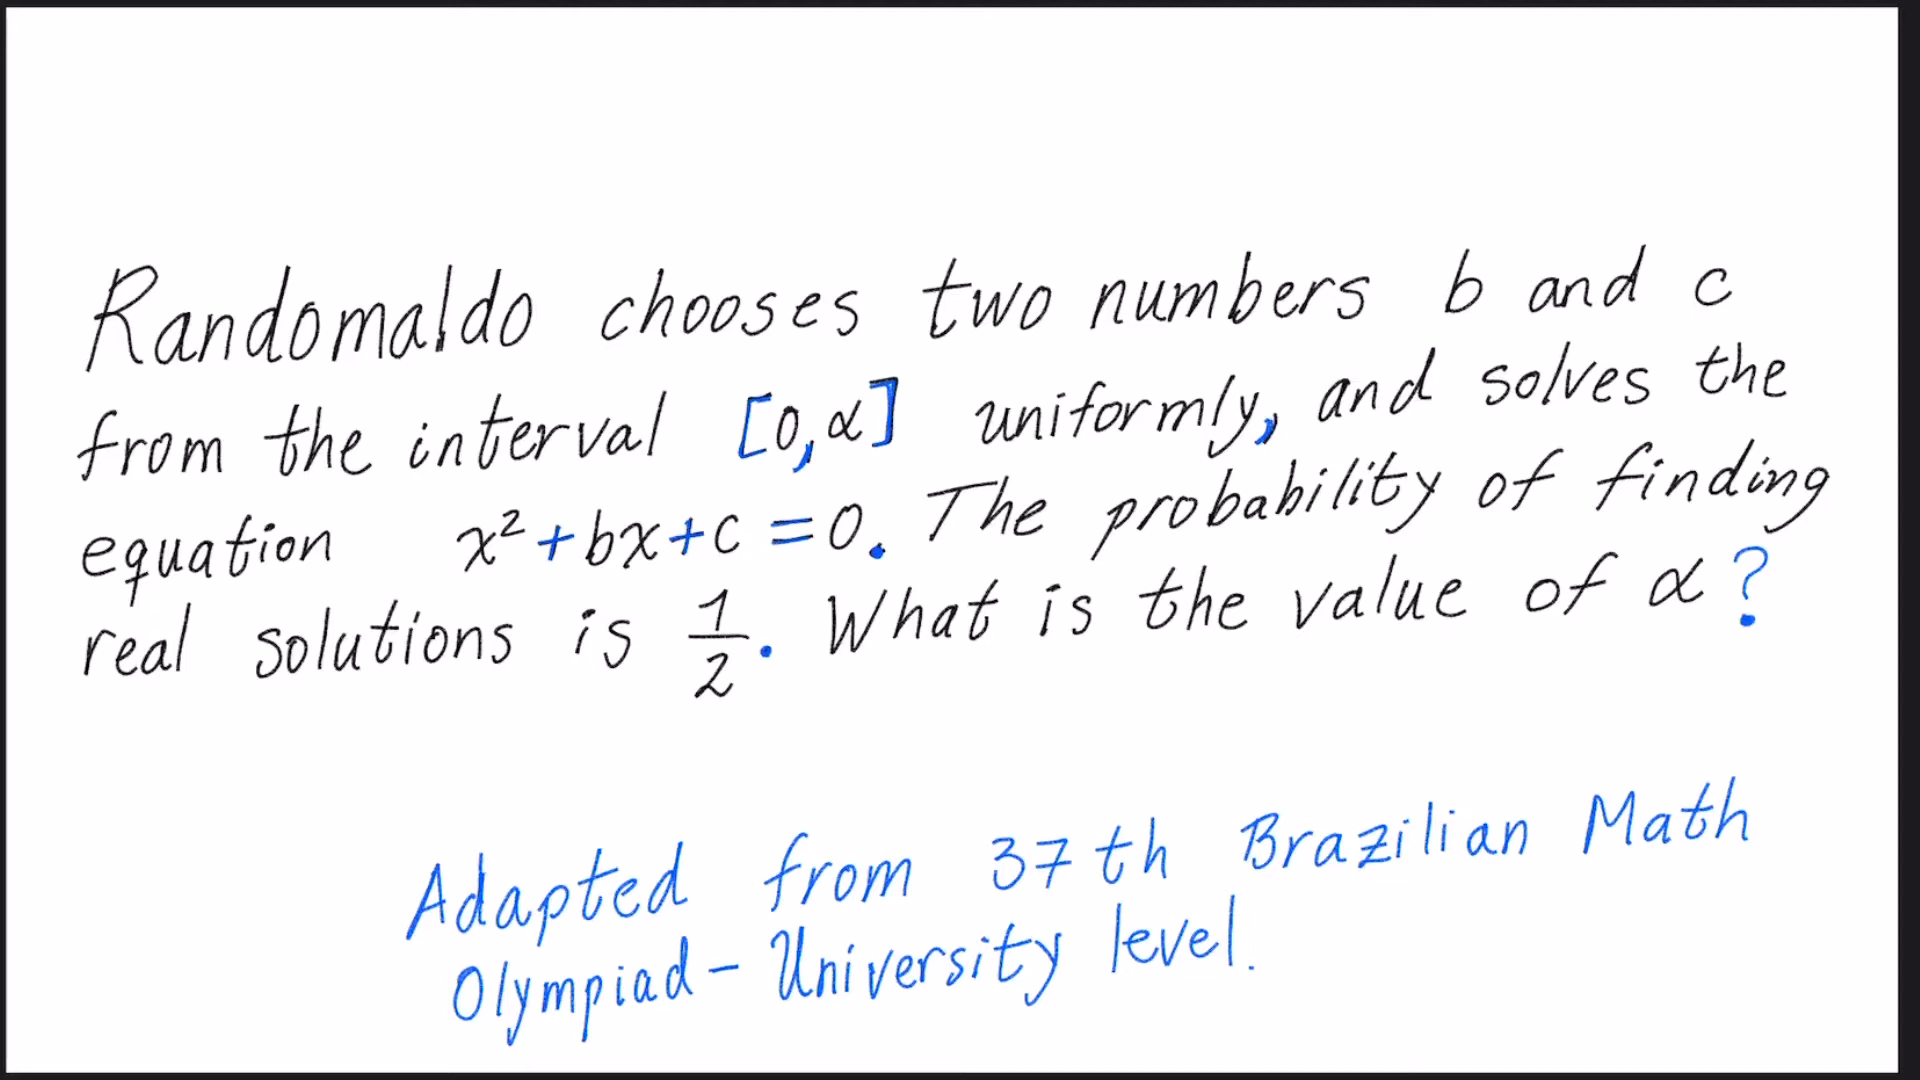 Randomaldo chooses two numbers b and c
from the interval [0,α] uniformly, and solves the
equation x²+bx+c=0. The probability of finding
real solutions is 1/2. What is the value of α?
Adapted from 37th Brazilian Math
Olympiad - University level.